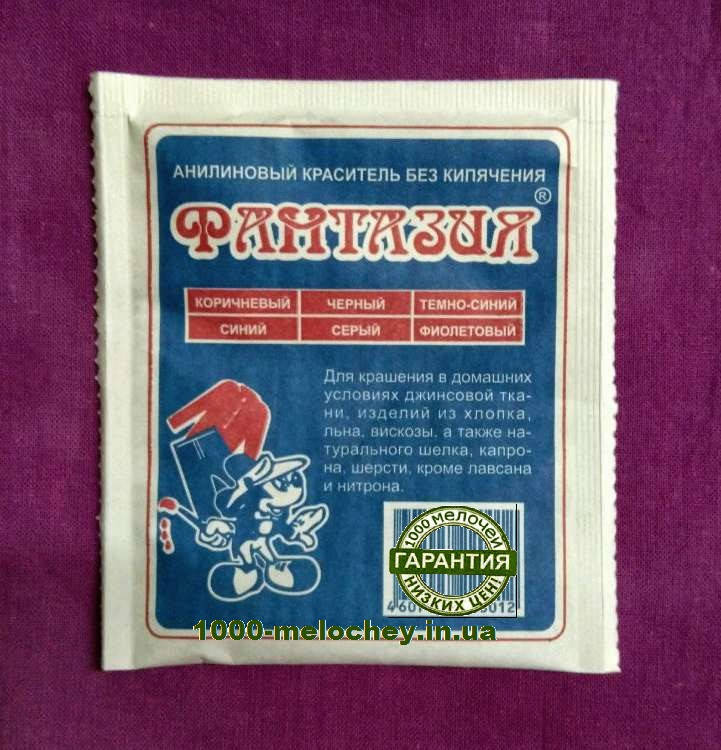 АНИЛИНОВЫЙ КРАСИТЕЛЬ БЕЗ КИПЯЧЕНИЯ
ФАНТАЗИЯ ®
КОРИЧНЕВЫЙ ЧЕРНЫЙ ТЕМНО-СИНИЙ
СИНИЙ СЕРЫЙ ФИОЛЕТОВЫЙ
Для крашения в домашних
условиях джинсовой тка-
ни, изделий из хлопка,
льна, вискозы, а также на-
турального шелка, капро-
на, шерсти, кроме лавсана
и нитрона.
1000 мелочей
ГАРАНТИЯ
НИЗКИХ ЦЕН!
1000-melochey.in.ua